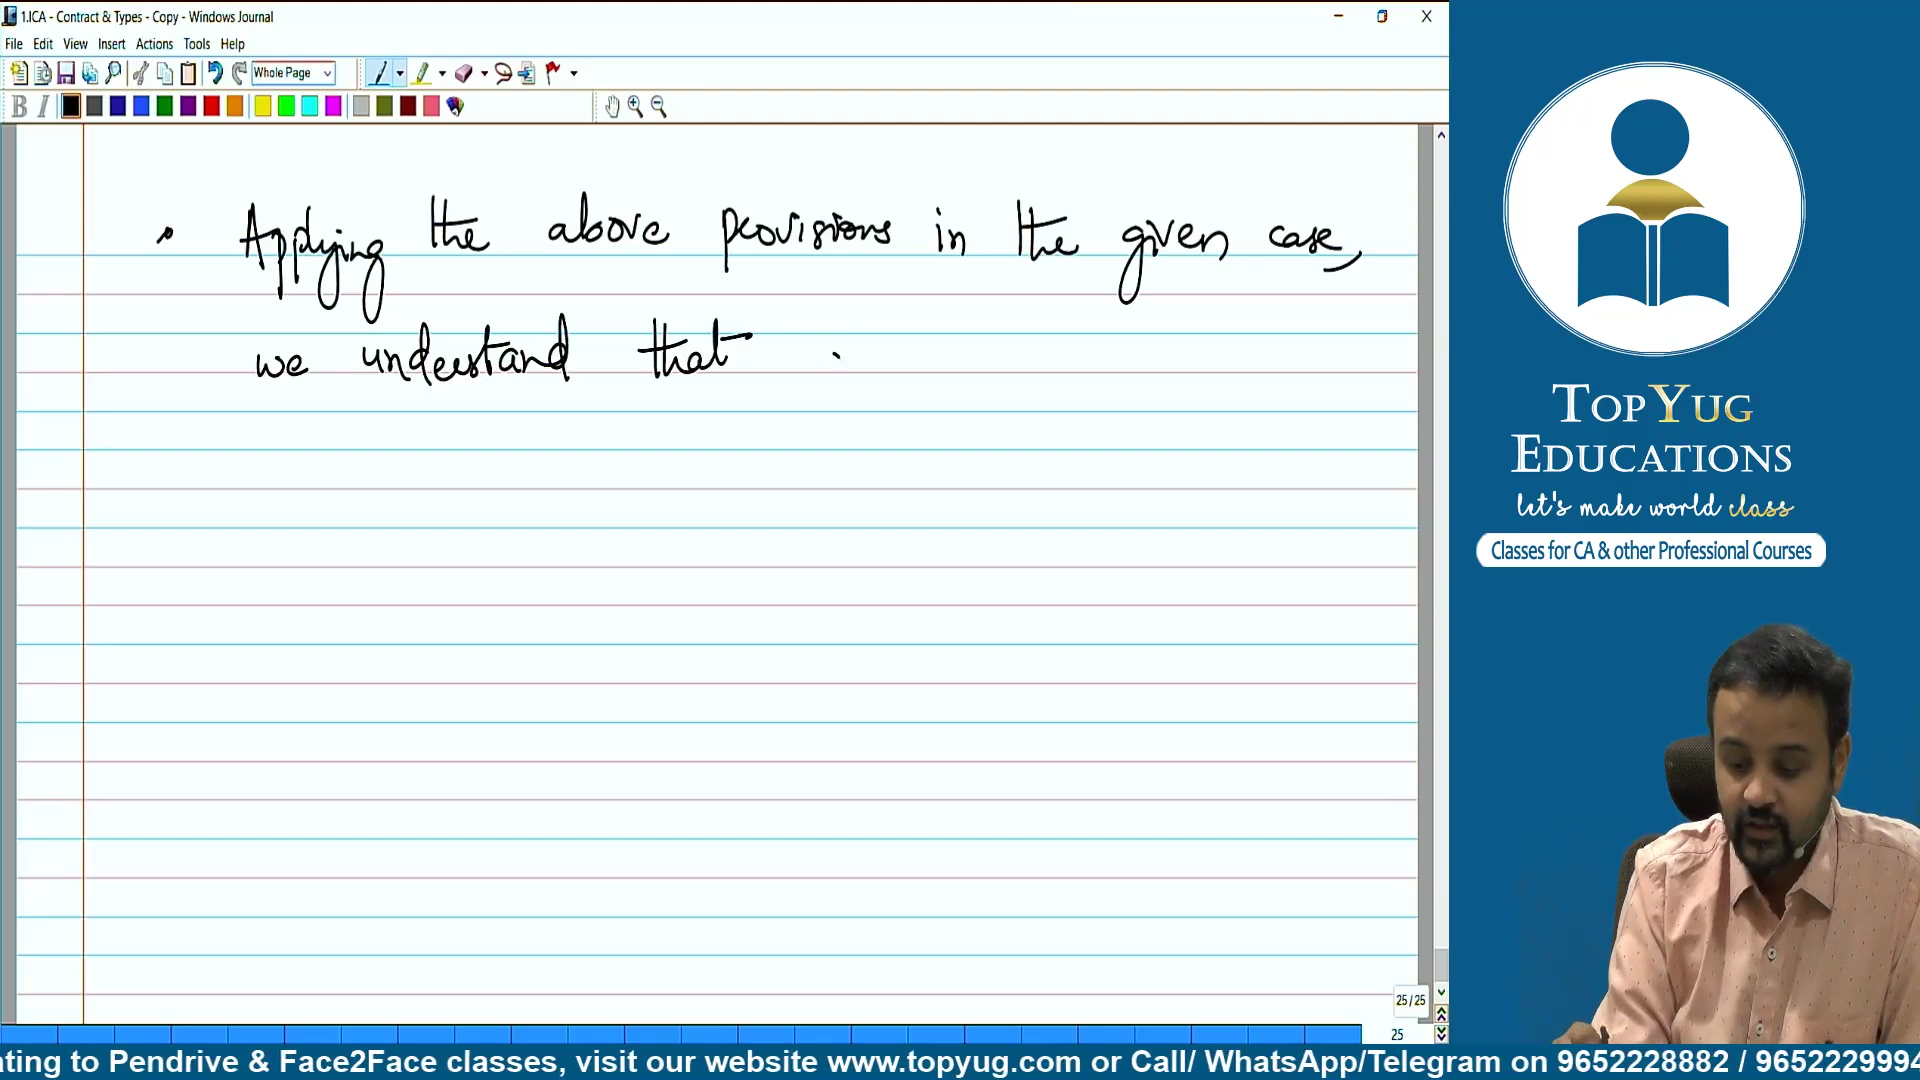 1.ICA - Contract & Types - Copy - Windows Journal
File Edit View Insert Actions Tools Help
Whole Page
B I
• Applying the above provisions in the given case,
we understand that
TOPYUG
EDUCATIONS
let's make world class
Classes for CA & other Professional Courses
25 / 25
25
nting to Pendrive & Face2Face classes, visit our website www.topyug.com or Call/ WhatsApp/Telegram on 9652228882 / 9652229994